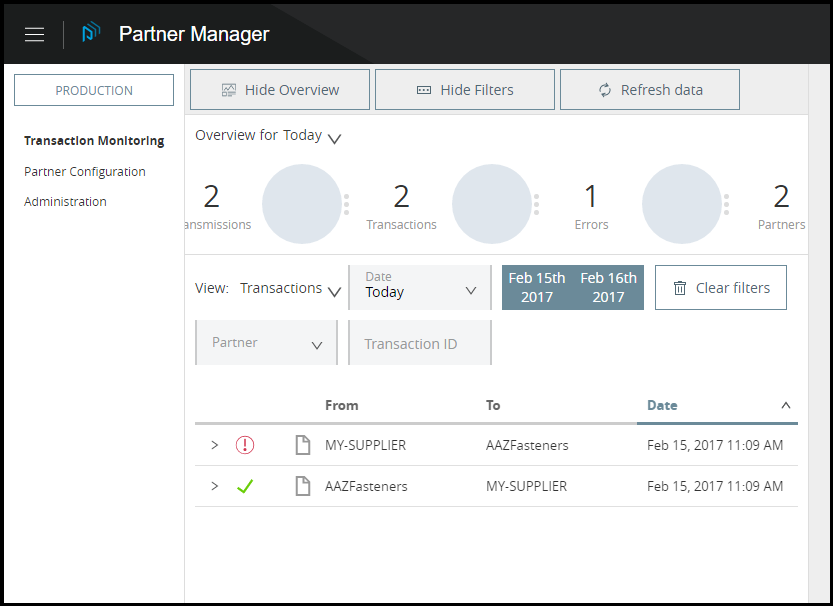 Partner Manager
PRODUCTION
Transaction Monitoring
Partner Configuration
Administration
Hide Overview
Hide Filters
Refresh data
Overview for Today
2
ansmissions
2
Transactions
1
Errors
2
Partners
View: Transactions
Date
Today
Feb 15th
2017
Feb 16th
2017
Clear filters
Partner
Transaction ID
From To Date
MY-SUPPLIER AAZFasteners Feb 15, 2017 11:09 AM
AAZFasteners MY-SUPPLIER Feb 15, 2017 11:09 AM